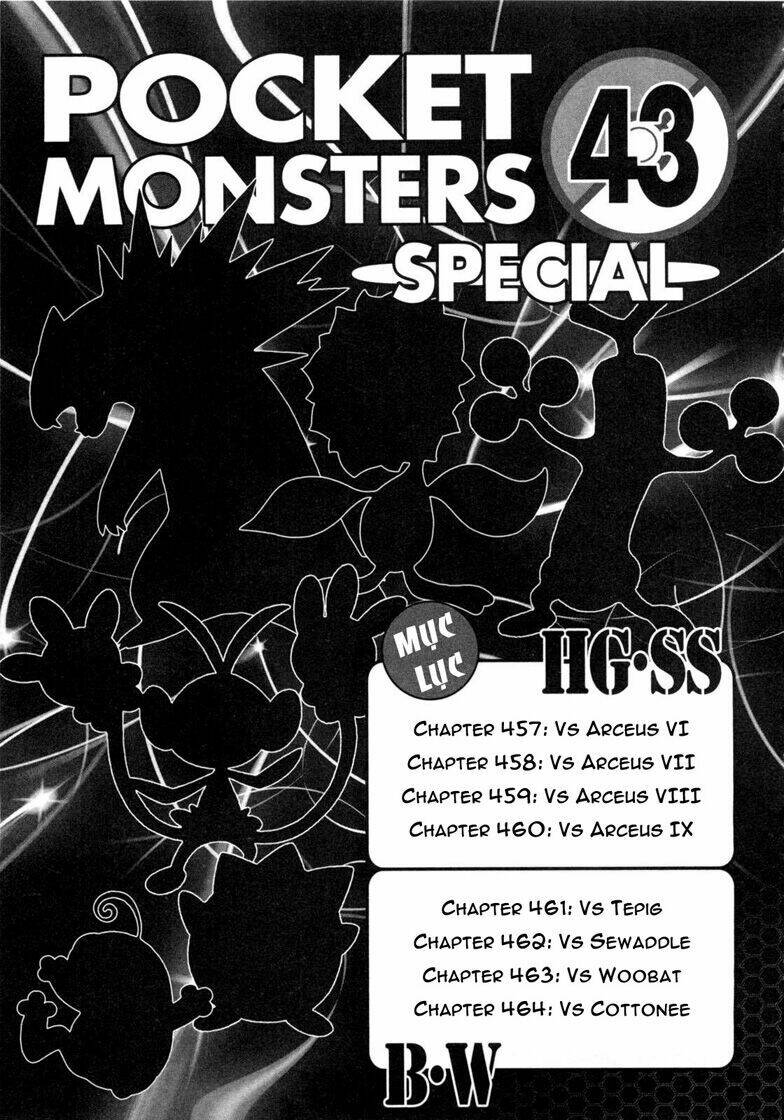 POCKET
MONSTERS
43
SPECIAL
MỤC
LỤC
HG·SS
CHAPTER 457: VS ARCEUS VI
CHAPTER 458: VS ARCEUS VII
CHAPTER 459: VS ARCEUS VIII
CHAPTER 460: VS ARCEUS IX
CHAPTER 461: VS TEPIG
CHAPTER 462: VS SEWADDLE
CHAPTER 463: VS WOOBAT
CHAPTER 464: VS COTTONEE
B·W